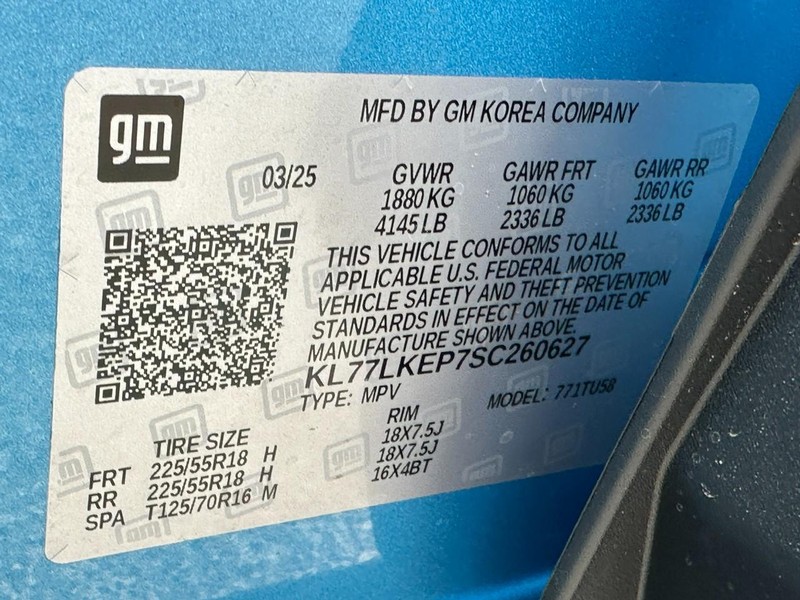 gm
MFD BY GM KOREA COMPANY
03/25 GVWR GAWR FRT GAWR RR
1880 KG 1060 KG 1060 KG
4145 LB 2336 LB 2336 LB
THIS VEHICLE CONFORMS TO ALL
APPLICABLE U.S. FEDERAL MOTOR
VEHICLE SAFETY AND THEFT PREVENTION
STANDARDS IN EFFECT ON THE DATE OF
MANUFACTURE SHOWN ABOVE.
KL77LKEP7SC260627
TYPE: MPV MODEL: 771TU58
TIRE SIZE RIM
FRT 225/55R18 H 18X7.5J
RR 225/55R18 H 18X7.5J
SPA T125/70R16 M 16X4BT